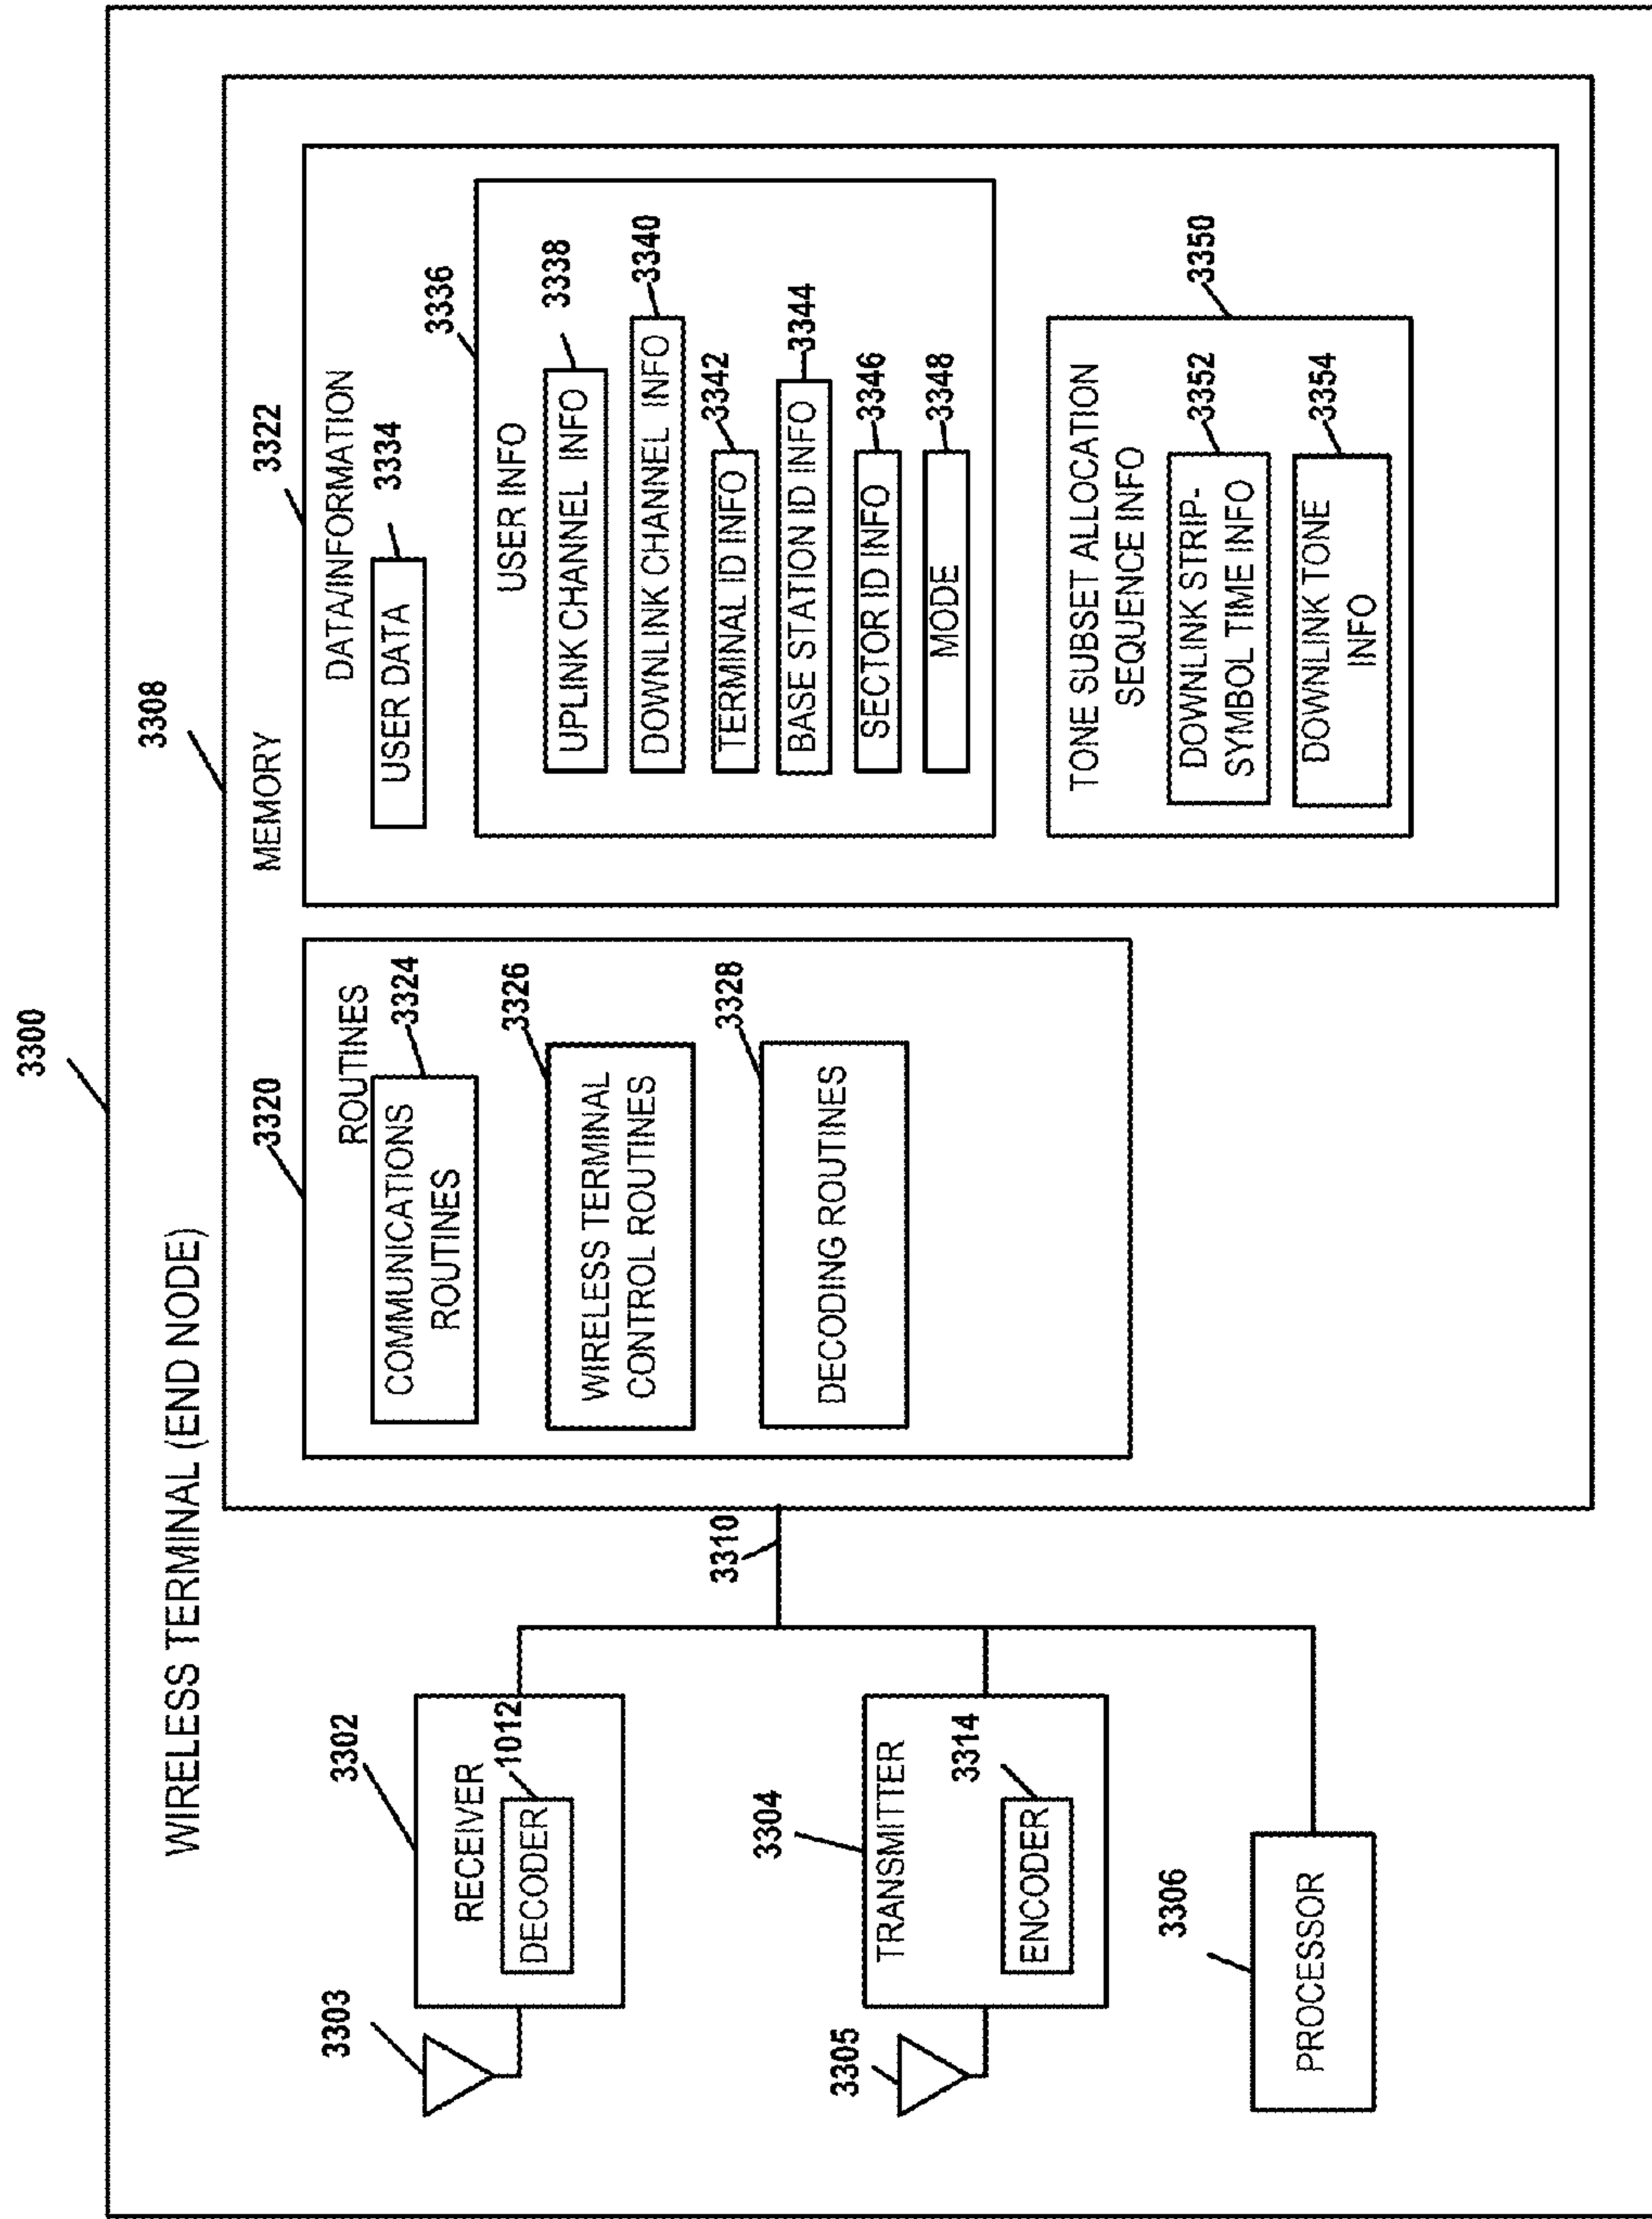 3300
WIRELESS TERMINAL (END NODE)
3308
3302
RECEIVER
1012
DECODER
3303
3304
TRANSMITTER
3314
ENCODER
3305
3306
PROCESSOR
3310
MEMORY
3320
ROUTINES
3324
COMMUNICATIONS
ROUTINES
3326
WIRELESS TERMINAL
CONTROL ROUTINES
3328
DECODING ROUTINES
3322
DATA/INFORMATION
3334
USER DATA
3336
USER INFO
3338
UPLINK CHANNEL INFO
3340
DOWNLINK CHANNEL INFO
3342
TERMINAL ID INFO
3344
BASE STATION ID INFO
3346
SECTOR ID INFO
3348
MODE
3350
TONE SUBSET ALLOCATION
SEQUENCE INFO
3352
DOWNLINK STRIP-
SYMBOL TIME INFO
3354
DOWNLINK TONE
INFO